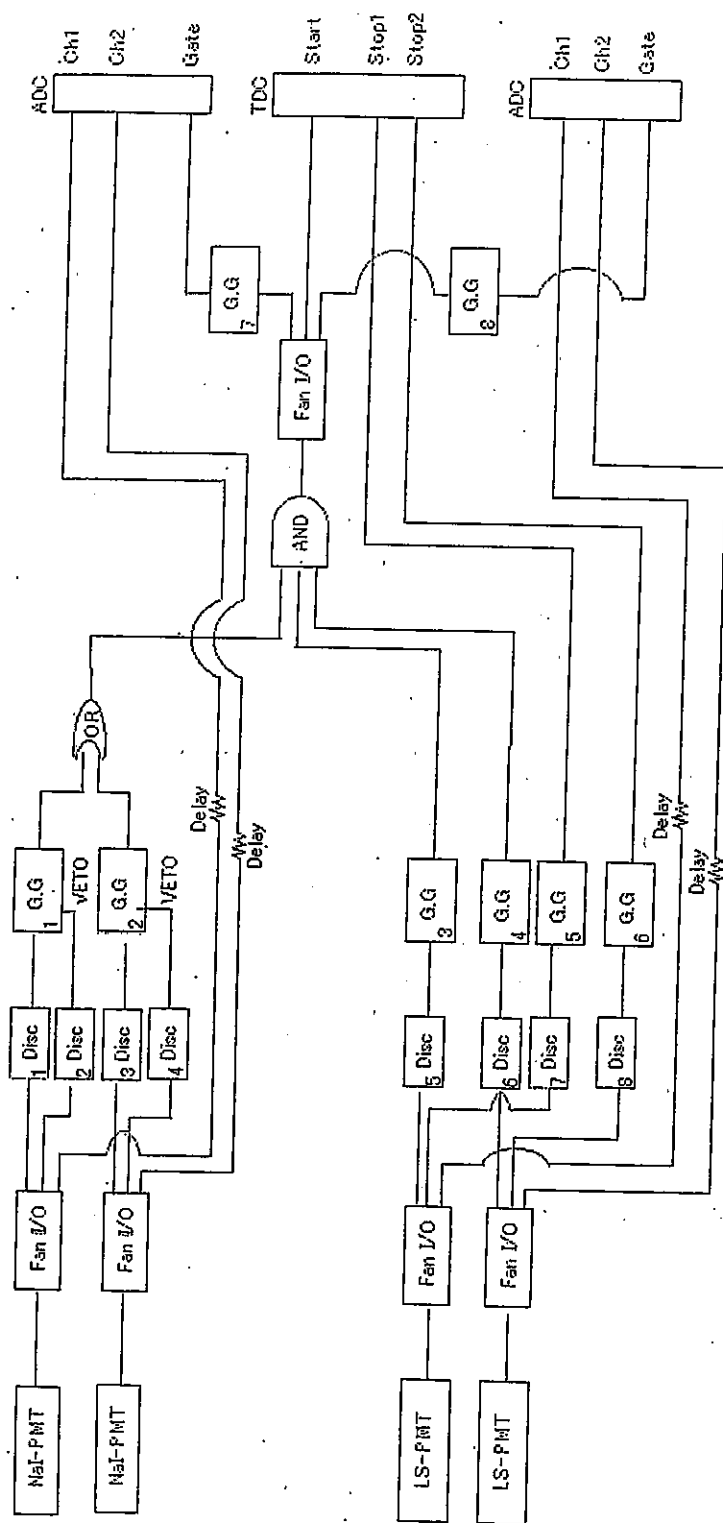 NaI-PMT
Fan I/O
1 Disc
2 Disc
G.G
1
VETO
NaI-PMT
Fan I/O
3 Disc
4 Disc
G.G
2
VETO
OR
Delay
Delay
ADC
Ch1
Ch2
Gate
G.G
7
AND
Fan I/O
TDC
Start
Stop1
Stop2
G.G
8
LS-PMT
Fan I/O
Disc
5
G.G
3
LS-PMT
Fan I/O
Disc
6
G.G
4
Disc
7
G.G
5
Disc
8
G.G
6
Delay
Delay
ADC
Ch1
Ch2
Gate